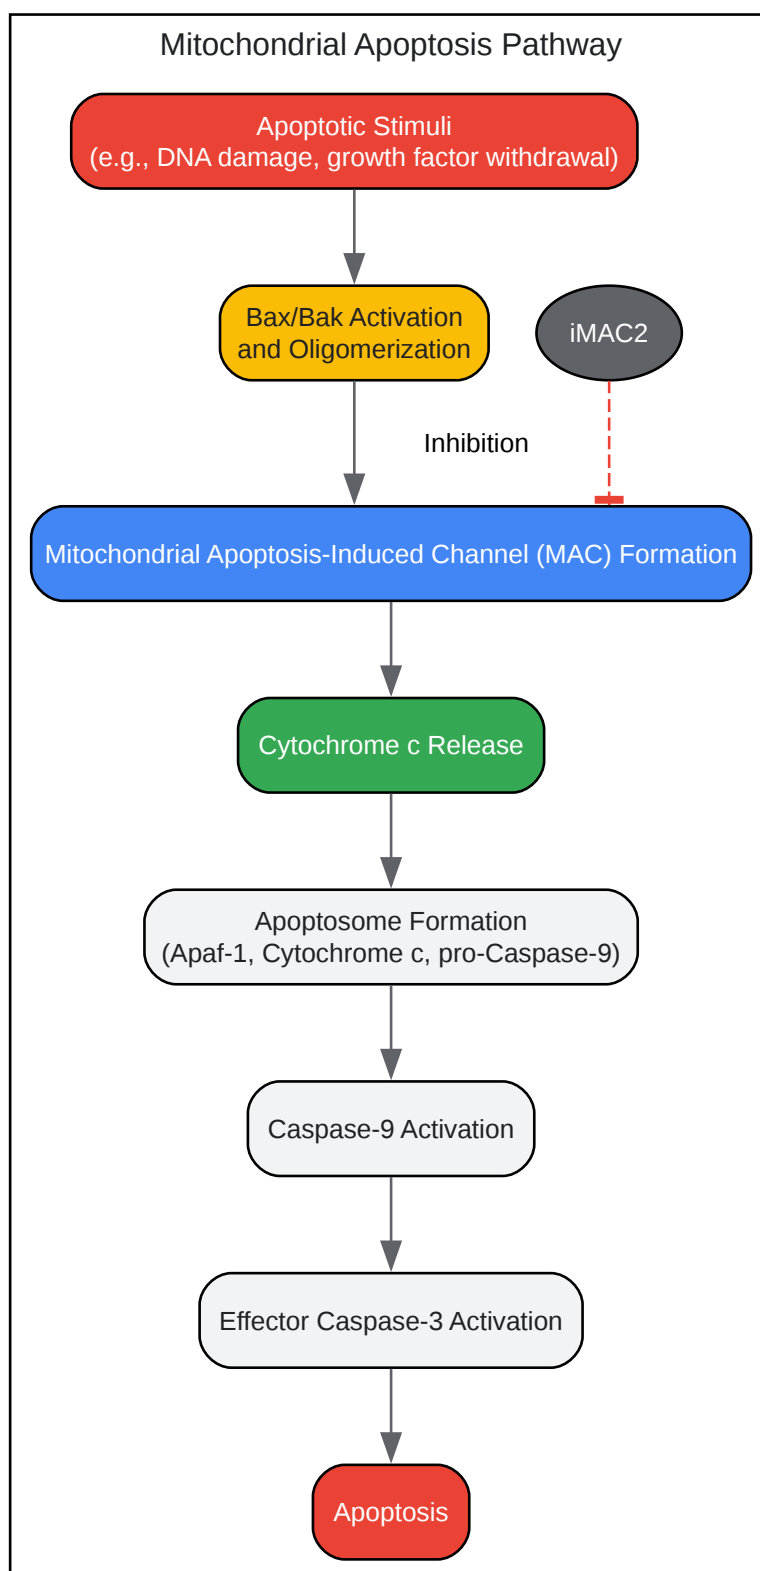 Mitochondrial Apoptosis Pathway
Apoptotic Stimuli
(e.g., DNA damage, growth factor withdrawal)
Bax/Bak Activation
and Oligomerization
iMAC2
Inhibition
Mitochondrial Apoptosis-Induced Channel (MAC) Formation
Cytochrome c Release
Apoptosome Formation
(Apaf-1, Cytochrome c, pro-Caspase-9)
Caspase-9 Activation
Effector Caspase-3 Activation
Apoptosis